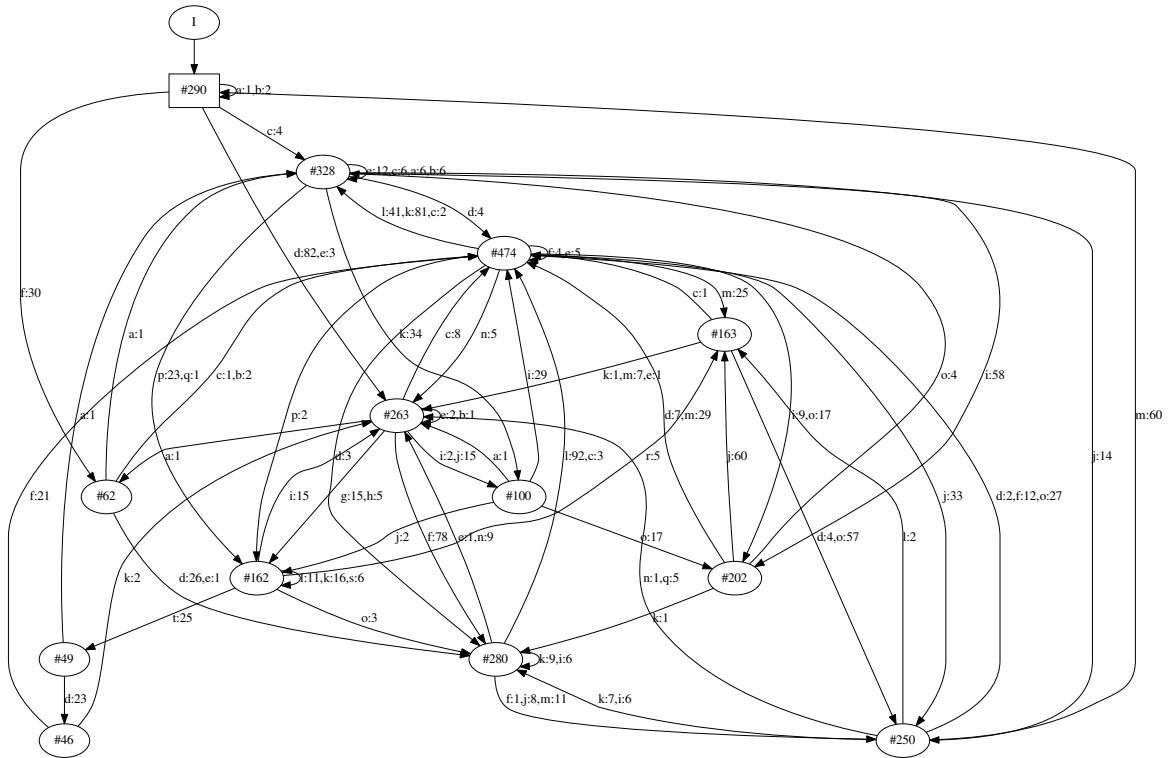 I
#290
a:1,b:2
c:4
#328
e:12,c:6,a:6,b:6
l:41,k:81,c:2
d:4
d:82,e:3
#474
f:4,e:5
f:30
c:1
m:25
a:1
c:1,b:2
k:34
c:8
n:5
#163
p:23,q:1
i:29
k:1,m:7,e:1
o:4
i:58
a:1
p:2
#263
e:2,b:1
d:7,m:29
i:9,o:17
m:60
a:1
d:3
i:2,j:15
a:1
l:92,c:3
r:5
j:60
j:14
#62
f:21
i:15
g:15,h:5
#100
j:33
d:2,f:12,o:27
j:2
f:78
e:1,n:9
o:17
d:4,o:57
l:2
k:2
d:26,e:1
#162
l:11,k:16,s:6
n:1,q:5
#202
t:25
o:3
k:1
#49
#280
k:9,i:6
d:23
f:1,j:8,m:11
k:7,i:6
#46
#250